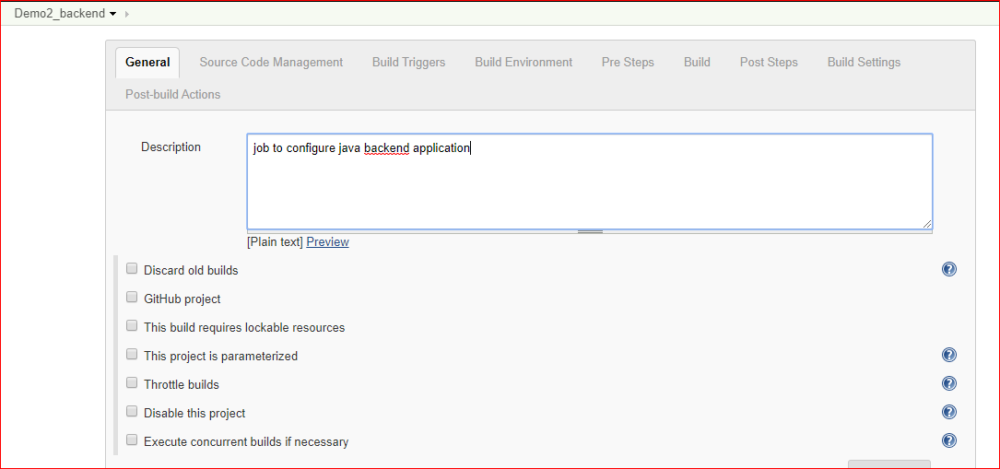 Demo2_backend
General Source Code Management Build Triggers Build Environment Pre Steps Build Post Steps Build Settings
Post-build Actions
Description
job to configure java backend application
[Plain text] Preview
Discard old builds
GitHub project
This build requires lockable resources
This project is parameterized
Throttle builds
Disable this project
Execute concurrent builds if necessary